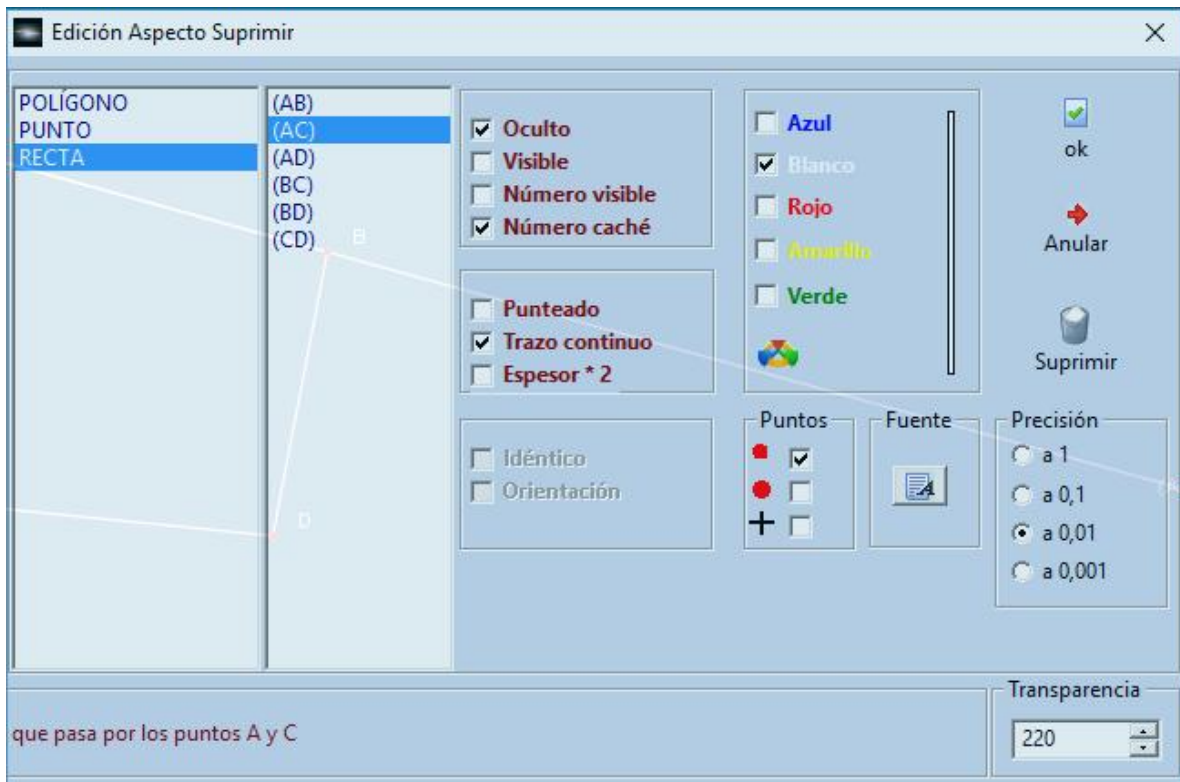 Edición Aspecto Suprimir
POLÍGONO
PUNTO
RECTA
(AB)
(AC)
(AD)
(BC)
(BD)
(CD)
B
D
Oculto
Visible
Número visible
Número caché
Punteado
Trazo continuo
Espesor * 2
Idéntico
Orientación
Azul
Blanco
Rojo
Amarillo
Verde
ok
Anular
Suprimir
Puntos
Fuente
A
Precisión
a 1
a 0,1
a 0,01
a 0,001
que pasa por los puntos A y C
Transparencia
220